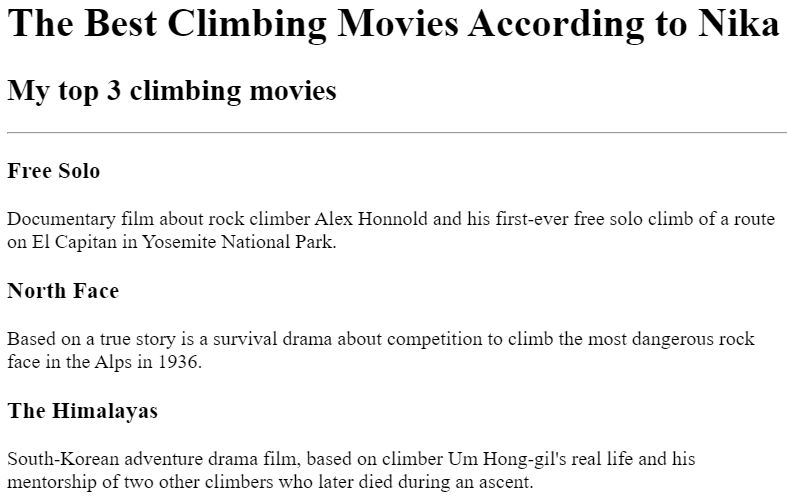 The Best Climbing Movies According to Nika
My top 3 climbing movies
Free Solo
Documentary film about rock climber Alex Honnold and his first-ever free solo climb of a route
on El Capitan in Yosemite National Park.
North Face
Based on a true story is a survival drama about competition to climb the most dangerous rock
face in the Alps in 1936.
The Himalayas
South-Korean adventure drama film, based on climber Um Hong-gil's real life and his
mentorship of two other climbers who later died during an ascent.